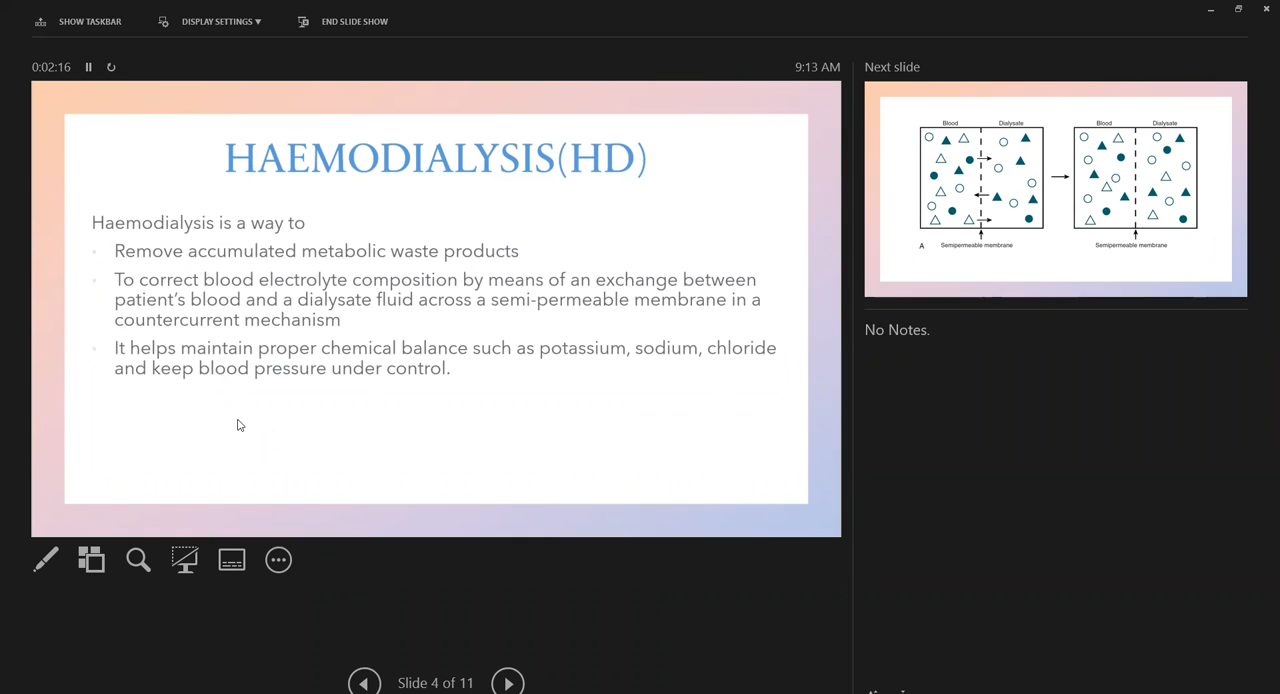 SHOW TASKBAR
DISPLAY SETTINGS ▾
END SLIDE SHOW
0:02:16
9:13 AM
HAEMODIALYSIS(HD)
Haemodialysis is a way to
Remove accumulated metabolic waste products
To correct blood electrolyte composition by means of an exchange between
patient's blood and a dialysate fluid across a semi-permeable membrane in a
countercurrent mechanism
It helps maintain proper chemical balance such as potassium, sodium, chloride
and keep blood pressure under control.
Slide 4 of 11
Next slide
Blood
Dialysate
Blood
Dialysate
A
Semipermeable membrane
Semipermeable membrane
No Notes.